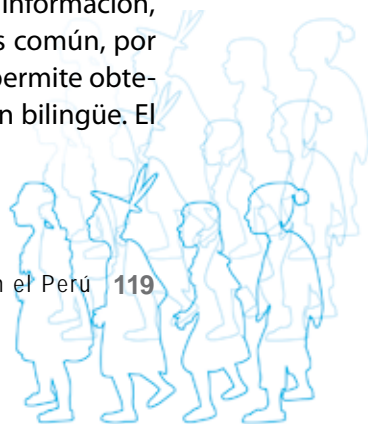 información,
s común, por
permite obte-
n bilingüe. El
n el Perú 119